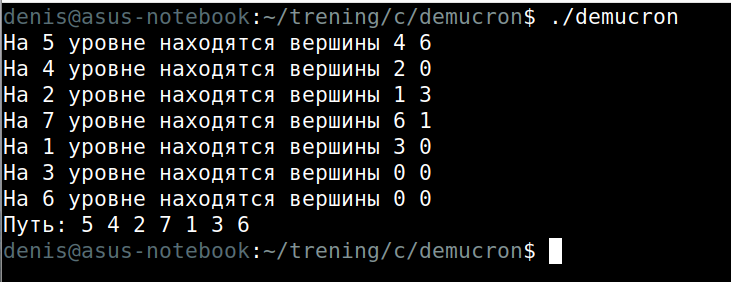 denis@asus-notebook:~/trening/c/demucron$ ./demucron
На 5 уровне находятся вершины 4 6
На 4 уровне находятся вершины 2 0
На 2 уровне находятся вершины 1 3
На 7 уровне находятся вершины 6 1
На 1 уровне находятся вершины 3 0
На 3 уровне находятся вершины 0 0
На 6 уровне находятся вершины 0 0
Путь: 5 4 2 7 1 3 6
denis@asus-notebook:~/trening/c/demucron$